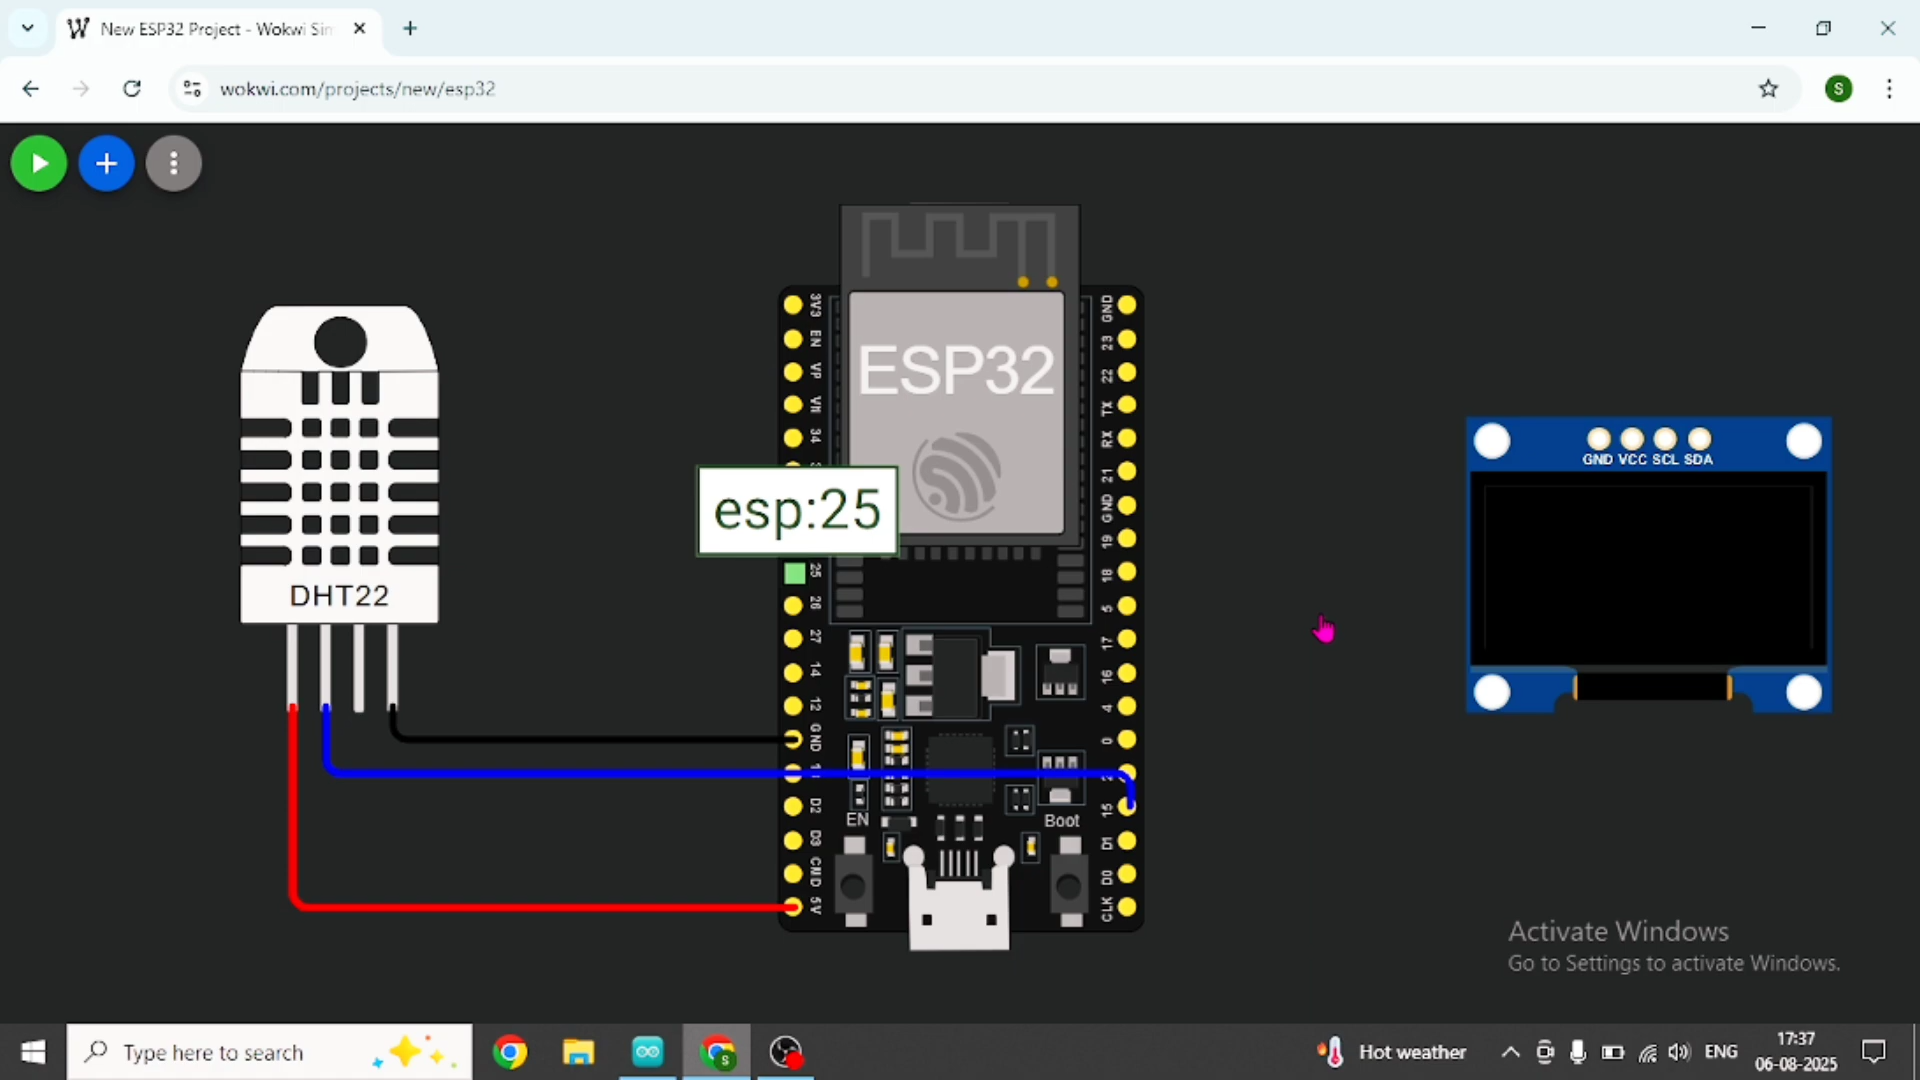 New ESP32 Project - Wokwi Sim
wokwi.com/projects/new/esp32
3V3
EN
VP
VN
34
esp:25
25
26
27
14
12
GND
D2
D3
CMD
5V
ESP32
GND
23
22
TX
RX
21
GND
19
18
5
17
16
4
0
2
15
D1
D0
CLK
EN
Boot
DHT22
GND VCC SCL SDA
Activate Windows
Go to Settings to activate Windows.
Type here to search
S
Hot weather
ENG
17:37
06-08-2025